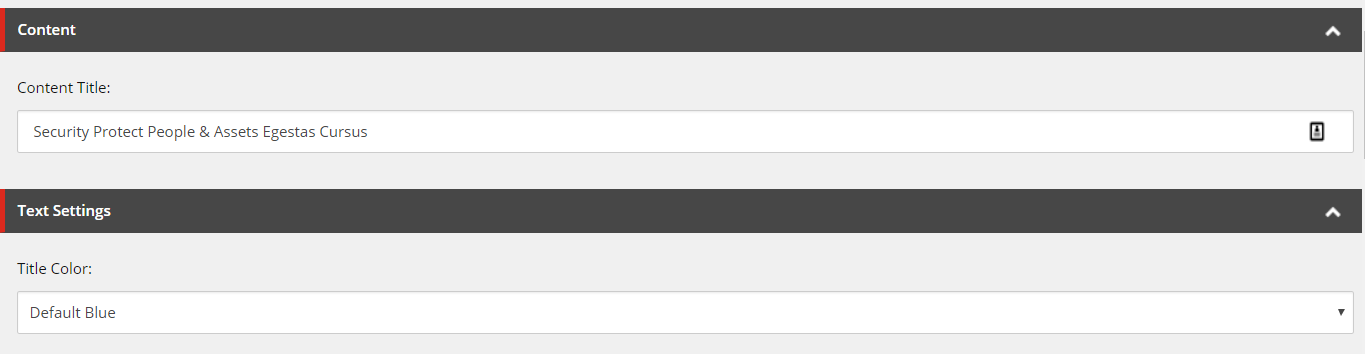 Content
Content Title:
Security Protect People & Assets Egestas Cursus
Text Settings
Title Color:
Default Blue